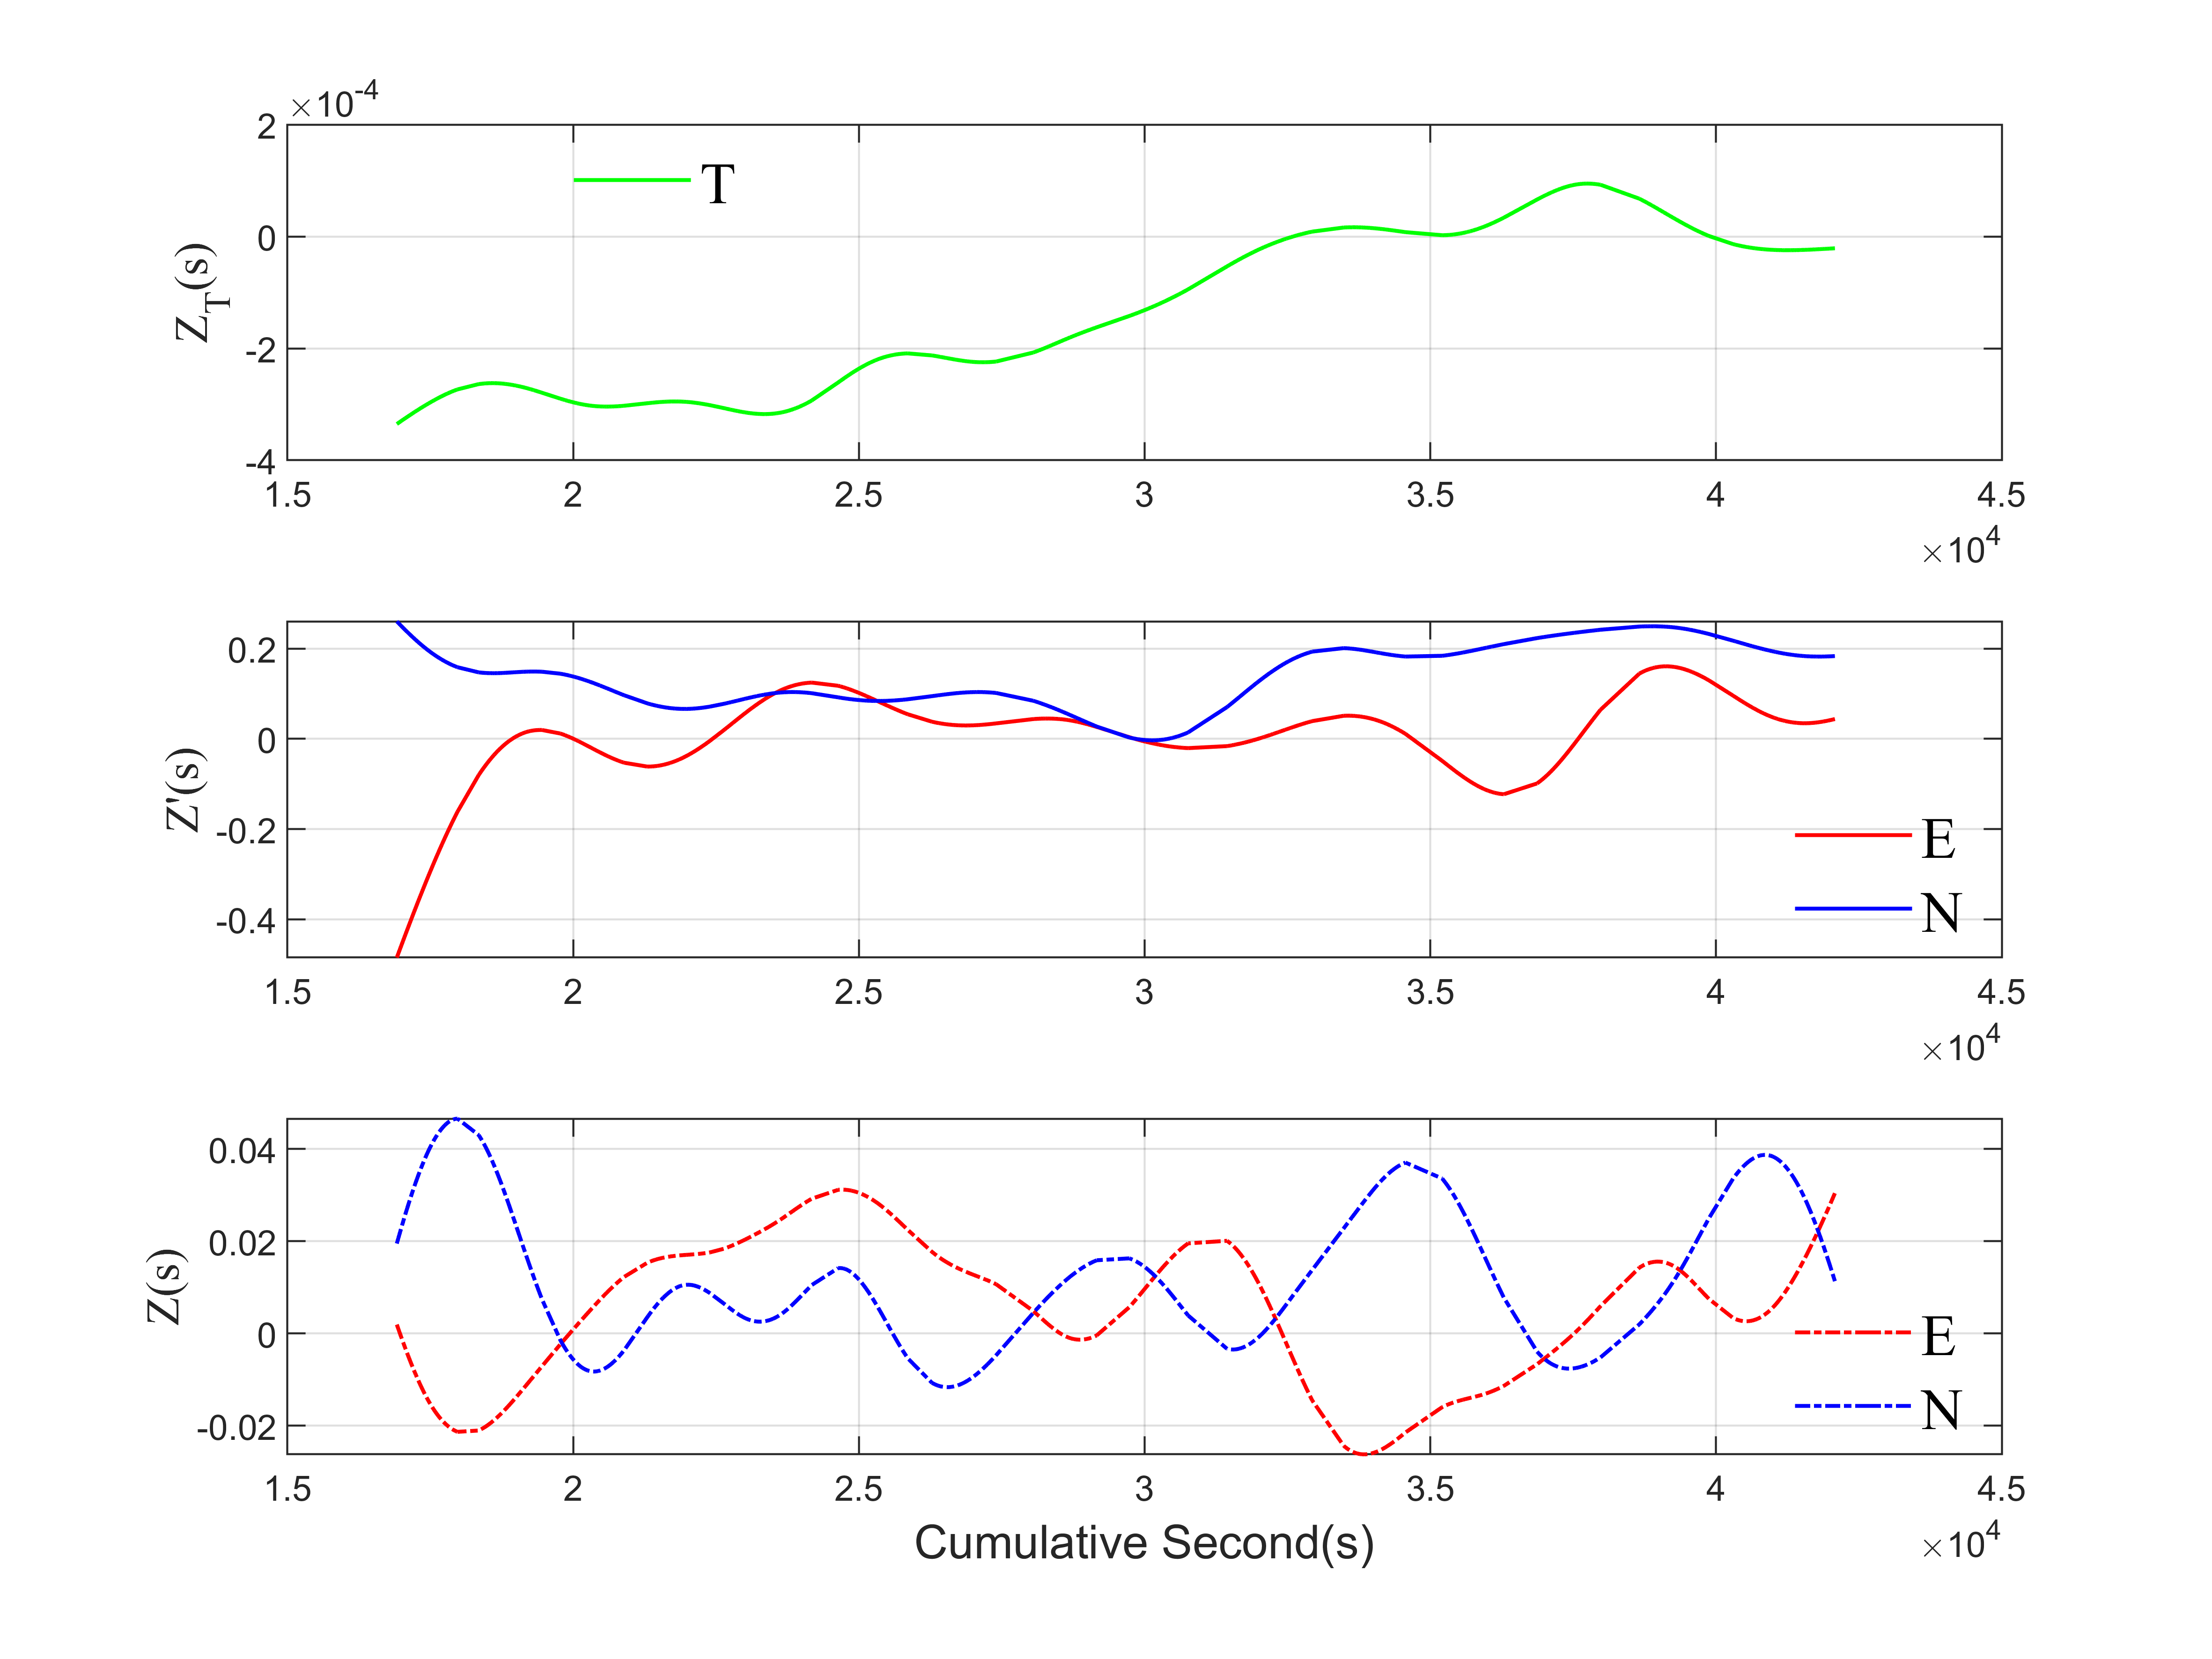 ×10-4
2
0
-2
-4
Z_T(s)
T
1.5 2 2.5 3 3.5 4 4.5
×10^4
0.2
0
-0.2
-0.4
Z'(s)
E
N
1.5 2 2.5 3 3.5 4 4.5
×10^4
0.04
0.02
0
-0.02
Z(s)
E
N
1.5 2 2.5 3 3.5 4 4.5
Cumulative Second(s)
×10^4